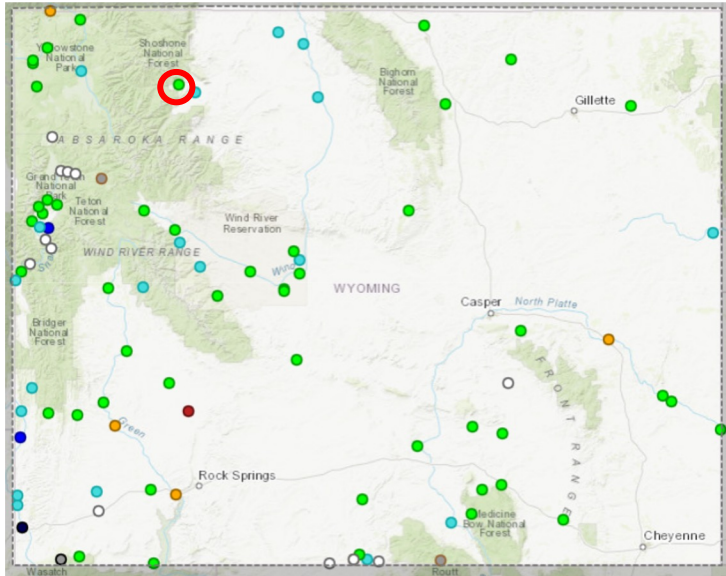 Yellowstone
National
Park
Shoshone
National
Forest
Bighorn
National
Forest
Gillette
ABSAROKA RANGE
Grand Teton
National
Park
Teton
National
Forest
Wind River
Reservation
WIND RIVER RANGE
Wind
WYOMING
Casper
North Platte
Bridger
National
Forest
FRONT RANGE
Green
Rock Springs
Medicine
Bow National
Forest
Cheyenne
Wasatch
Routt